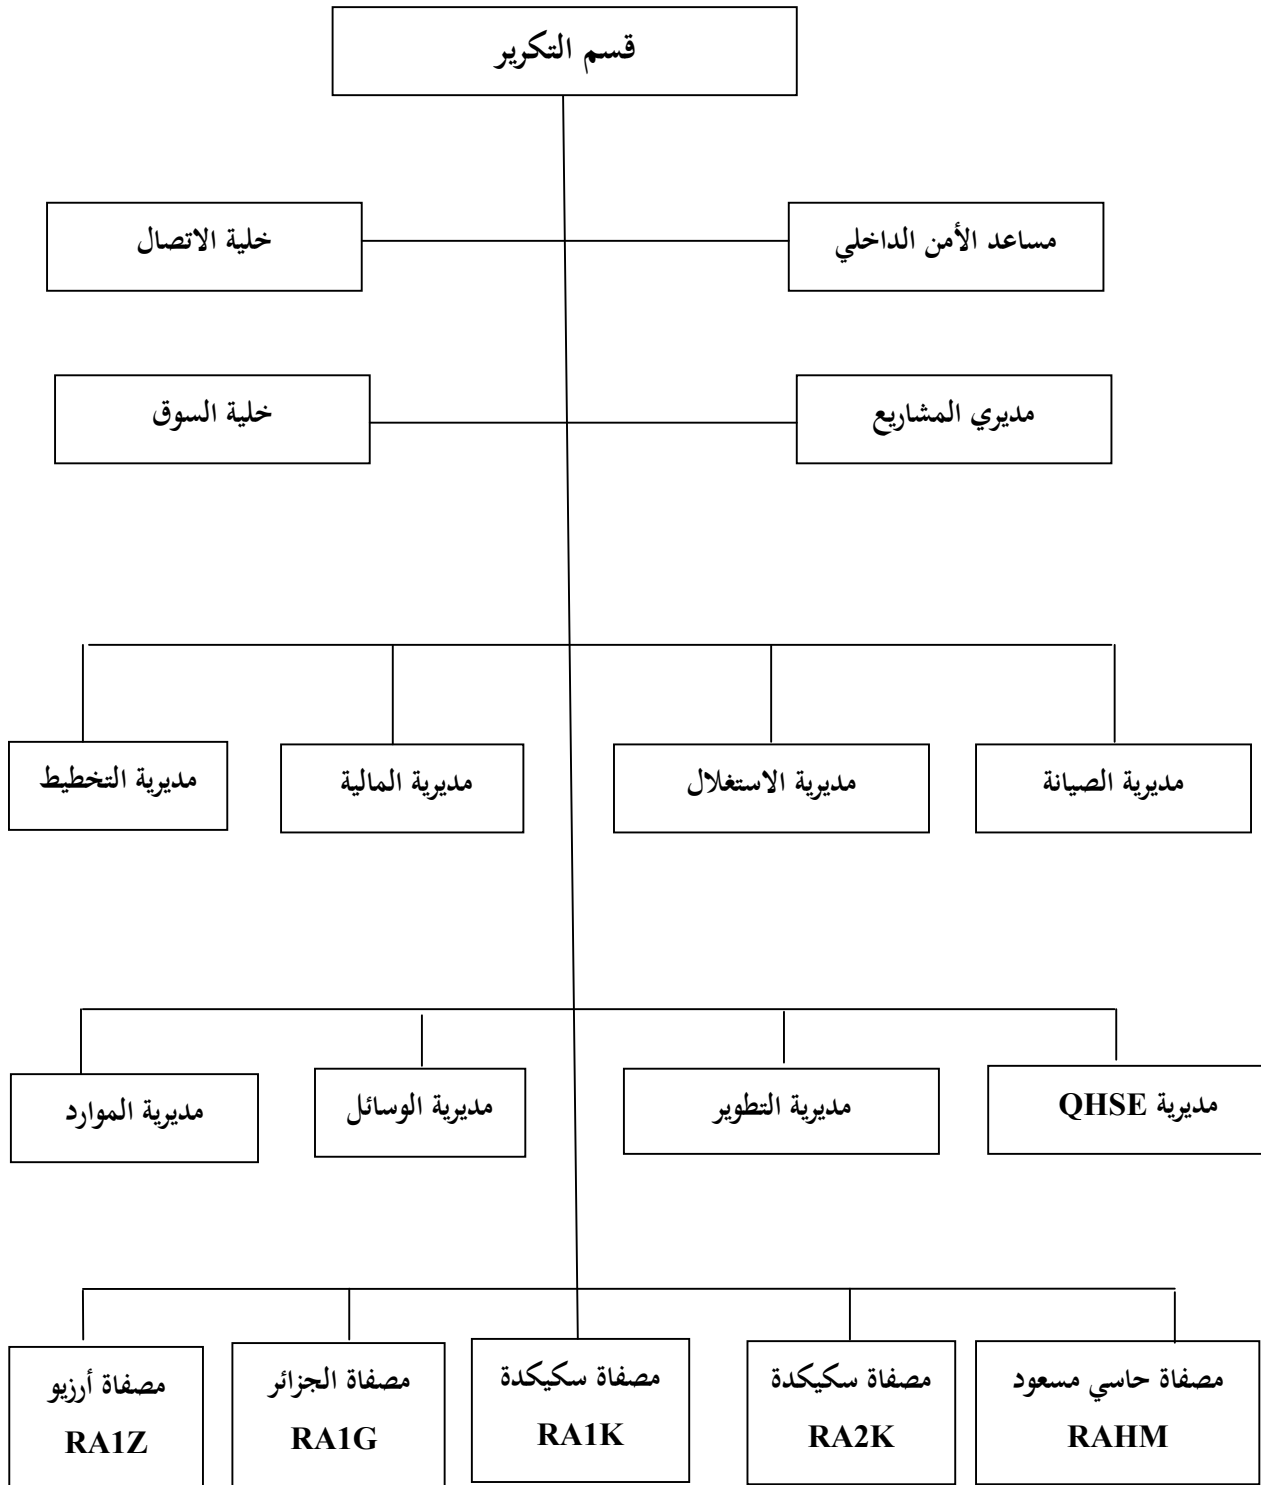 قسم التكرير
مساعد الأمن الداخلي
خلية الاتصال
مديري المشاريع
خلية السوق
مديرية الصيانة
مديرية الاستغلال
مديرية المالية
مديرية التخطيط
مديرية QHSE
مديرية التطوير
مديرية الوسائل
مديرية الموارد
مصفاة حاسي مسعود
RAHM
مصفاة سكيكدة
RA2K
مصفاة سكيكدة
RA1K
مصفاة الجزائر
RA1G
مصفاة أرزيو
RA1Z